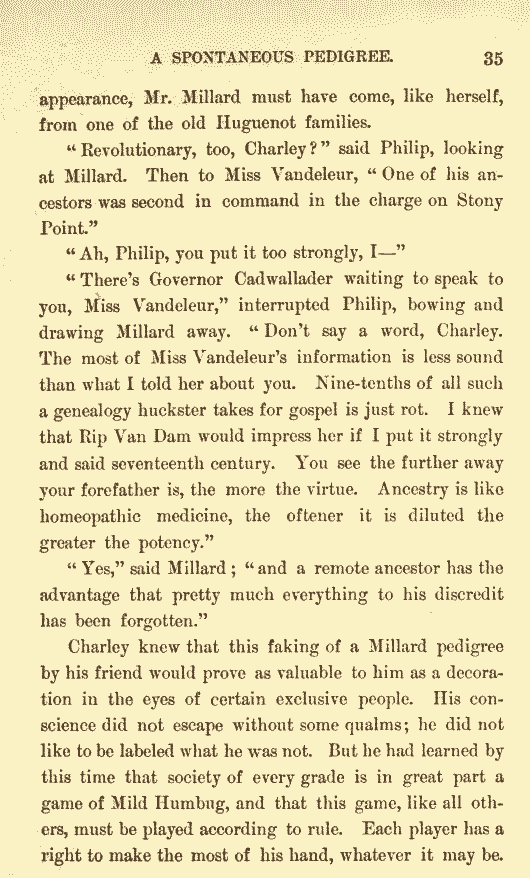 A SPONTANEOUS PEDIGREE. 35
appearance, Mr. Millard must have come, like herself,
from one of the old Huguenot families.
“Revolutionary, too, Charley?” said Philip, looking
at Millard. Then to Miss Vandeleur, “One of his an-
cestors was second in command in the charge on Stony
Point.”
“Ah, Philip, you put it too strongly, I—”
“There’s Governor Cadwallader waiting to speak to
you, Miss Vandeleur,” interrupted Philip, bowing and
drawing Millard away. “Don’t say a word, Charley.
The most of Miss Vandeleur’s information is less sound
than what I told her about you. Nine-tenths of all such
a genealogy huckster takes for gospel is just rot. I knew
that Rip Van Dam would impress her if I put it strongly
and said seventeenth century. You see the further away
your forefather is, the more the virtue. Ancestry is like
homeopathic medicine, the oftener it is diluted the
greater the potency.”
“Yes,” said Millard; “and a remote ancestor has the
advantage that pretty much everything to his discredit
has been forgotten.”
Charley knew that this faking of a Millard pedigree
by his friend would prove as valuable to him as a decora-
tion in the eyes of certain exclusive people. His con-
science did not escape without some qualms; he did not
like to be labeled what he was not. But he had learned by
this time that society of every grade is in great part a
game of Mild Humbug, and that this game, like all oth-
ers, must be played according to rule. Each player has a
right to make the most of his hand, whatever it may be.